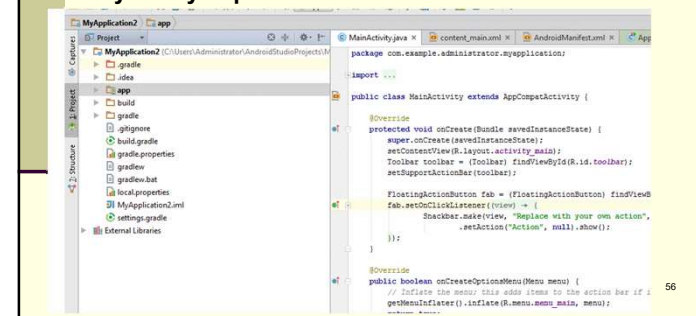 MyApplication2 app
Project
MyApplication2 (C:\Users\Administrator\AndroidStudioProjects\M
.gradle
.idea
app
build
gradle
.gitignore
build.gradle
gradle.properties
gradlew
gradlew.bat
local.properties
MyApplication2.iml
settings.gradle
External Libraries
Captures
1: Project
2: Structure
MainActivity.java × content_main.xml × AndroidManifest.xml × App
package com.example.administrator.myapplication;
import ...
public class MainActivity extends AppCompatActivity {
@Override
protected void onCreate(Bundle savedInstanceState) {
super.onCreate(savedInstanceState);
setContentView(R.layout.activity_main);
Toolbar toolbar = (Toolbar) findViewById(R.id.toolbar);
setSupportActionBar(toolbar);
FloatingActionButton fab = (FloatingActionButton) findViewB
fab.setOnClickListener((view) → {
Snackbar.make(view, "Replace with your own action",
.setAction("Action", null).show();
});
}
@Override
public boolean onCreateOptionsMenu(Menu menu) {
// Inflate the menu; this adds items to the action bar if i
getMenuInflater().inflate(R.menu.menu_main, menu);
56